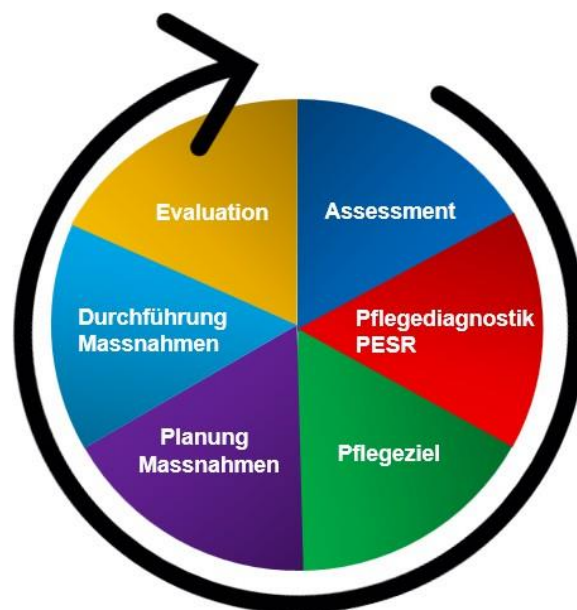 Evaluation
Assessment
Durchführung
Massnahmen
Pflegediagnostik
PESR
Planung
Massnahmen
Pflegeziel